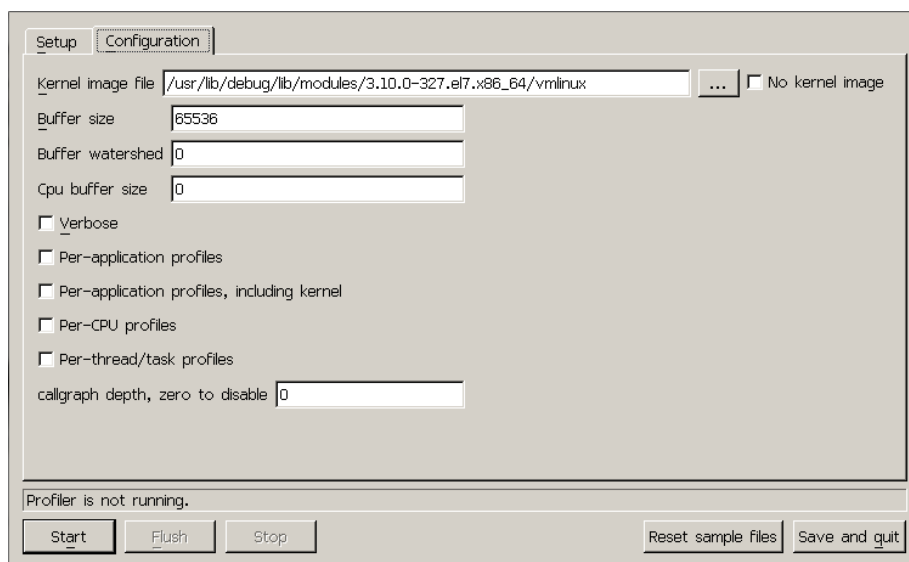 Setup Configuration
Kernel image file /usr/lib/debug/lib/modules/3.10.0-327.el7.x86_64/vmlinux ... No kernel image
Buffer size 65536
Buffer watershed 0
Cpu buffer size 0
Verbose
Per-application profiles
Per-application profiles, including kernel
Per-CPU profiles
Per-thread/task profiles
callgraph depth, zero to disable 0
Profiler is not running.
Start Flush Stop Reset sample files Save and quit